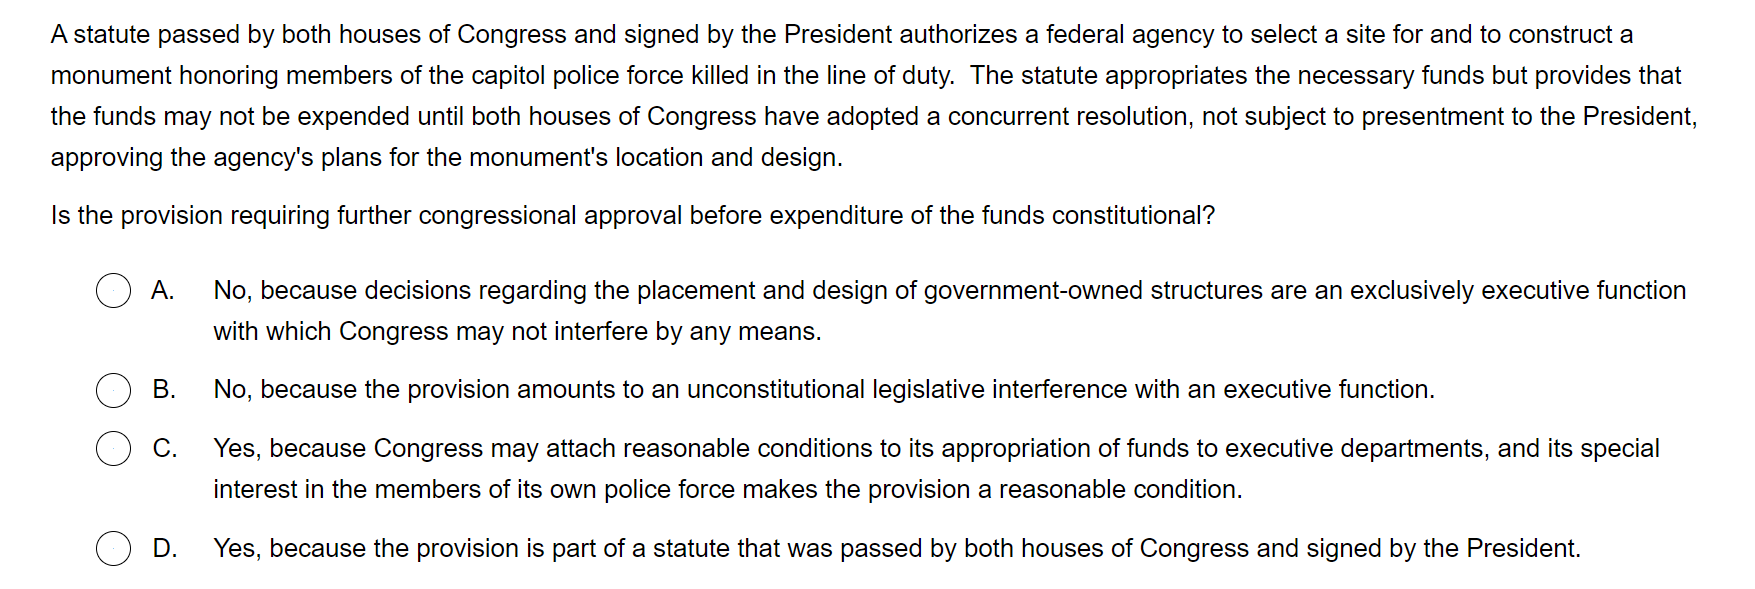 A statute passed by both houses of Congress and signed by the President authorizes a federal agency to select a site for and to construct a
monument honoring members of the capitol police force killed in the line of duty.  The statute appropriates the necessary funds but provides that
the funds may not be expended until both houses of Congress have adopted a concurrent resolution, not subject to presentment to the President,
approving the agency's plans for the monument's location and design.
Is the provision requiring further congressional approval before expenditure of the funds constitutional?
A. No, because decisions regarding the placement and design of government-owned structures are an exclusively executive function
with which Congress may not interfere by any means.
B. No, because the provision amounts to an unconstitutional legislative interference with an executive function.
C. Yes, because Congress may attach reasonable conditions to its appropriation of funds to executive departments, and its special
interest in the members of its own police force makes the provision a reasonable condition.
D. Yes, because the provision is part of a statute that was passed by both houses of Congress and signed by the President.